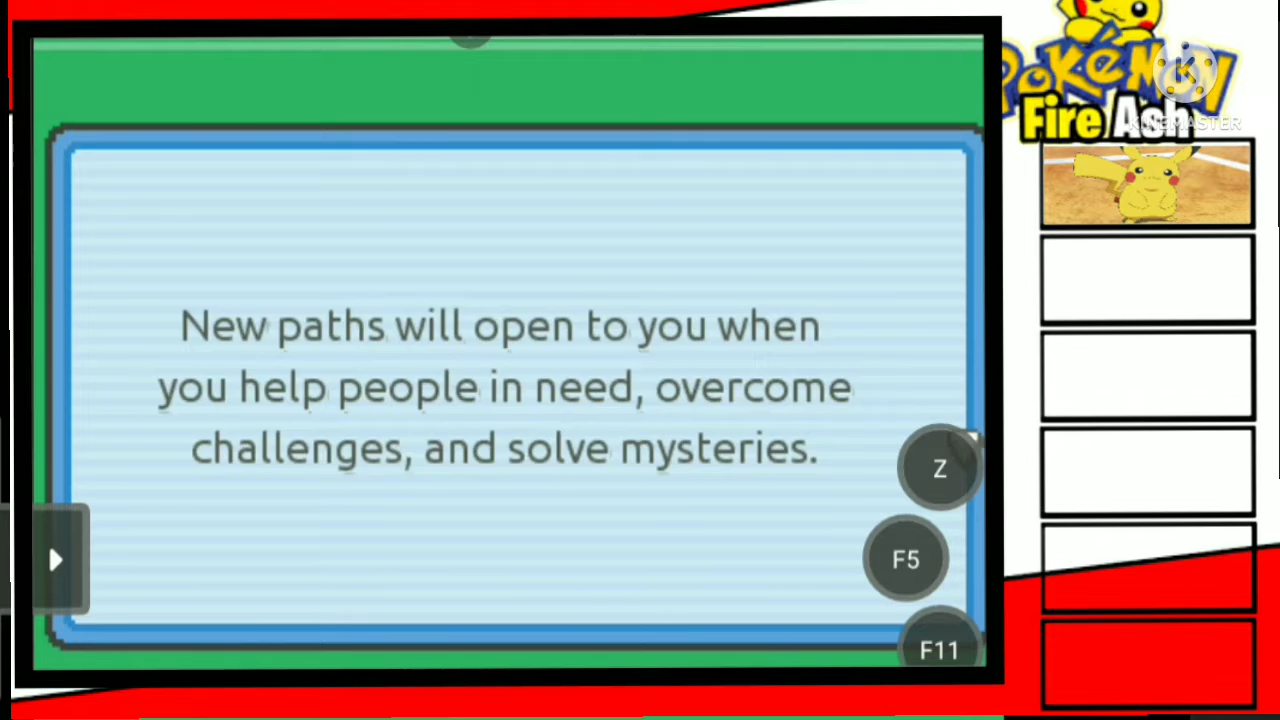 POKéMON
Fire Ash
KINEMASTER
New paths will open to you when
you help people in need, overcome
challenges, and solve mysteries.
Z
F5
F11